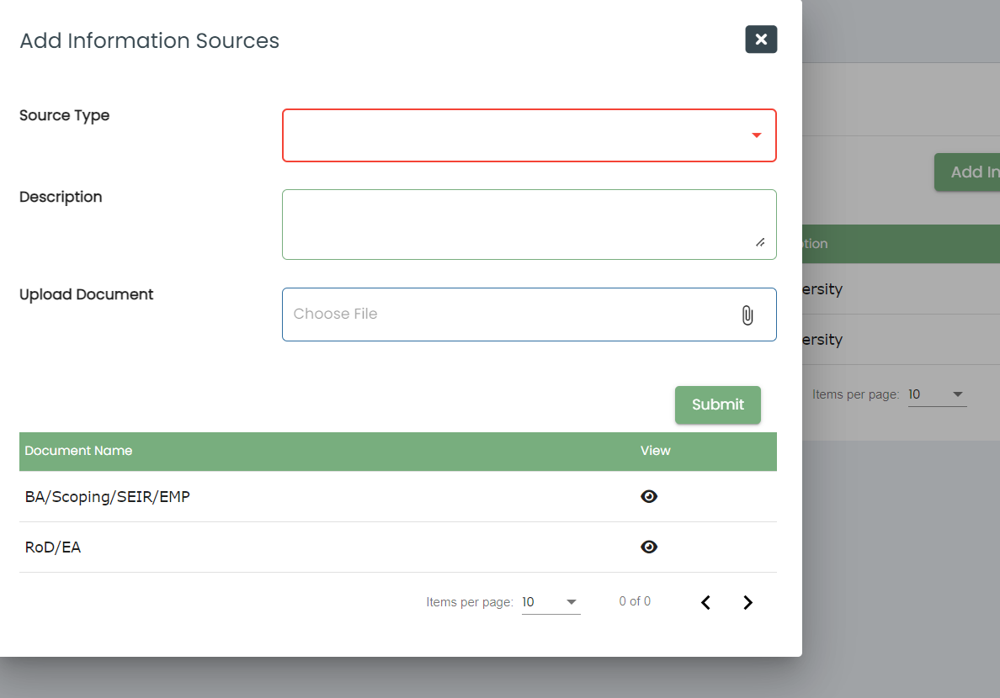 Add Information Sources
Source Type
Description
Upload Document
Choose File
Submit
Document Name View
BA/Scoping/SEIR/EMP
RoD/EA
Items per page: 10 0 of 0
Add In
tion
ersity
ersity
Items per page: 10